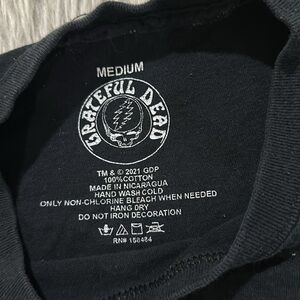 MEDIUM
GRATEFUL DEAD
TM & © 2021 GDP
100%COTTON
MADE IN NICARAGUA
HAND WASH COLD
ONLY NON-CHLORINE BLEACH WHEN NEEDED
HANG DRY
DO NOT IRON DECORATION
RN# 158484